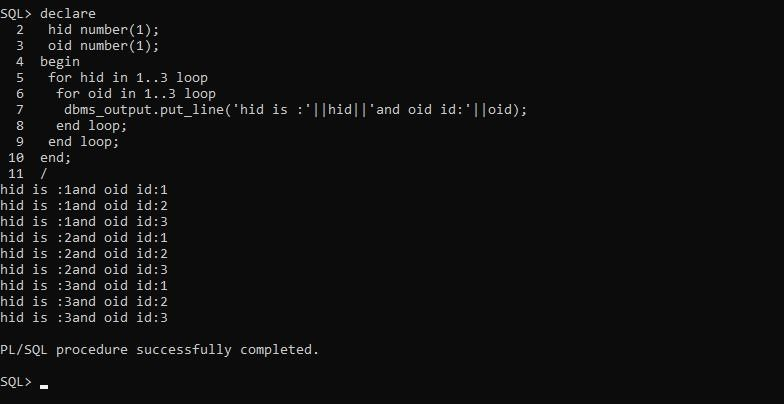 SQL> declare
  2   hid number(1);
  3   oid number(1);
  4  begin
  5   for hid in 1..3 loop
  6    for oid in 1..3 loop
  7     dbms_output.put_line('hid is :'||hid||'and oid id:'||oid);
  8    end loop;
  9   end loop;
 10  end;
 11  /
hid is :1and oid id:1
hid is :1and oid id:2
hid is :1and oid id:3
hid is :2and oid id:1
hid is :2and oid id:2
hid is :2and oid id:3
hid is :3and oid id:1
hid is :3and oid id:2
hid is :3and oid id:3

PL/SQL procedure successfully completed.

SQL>